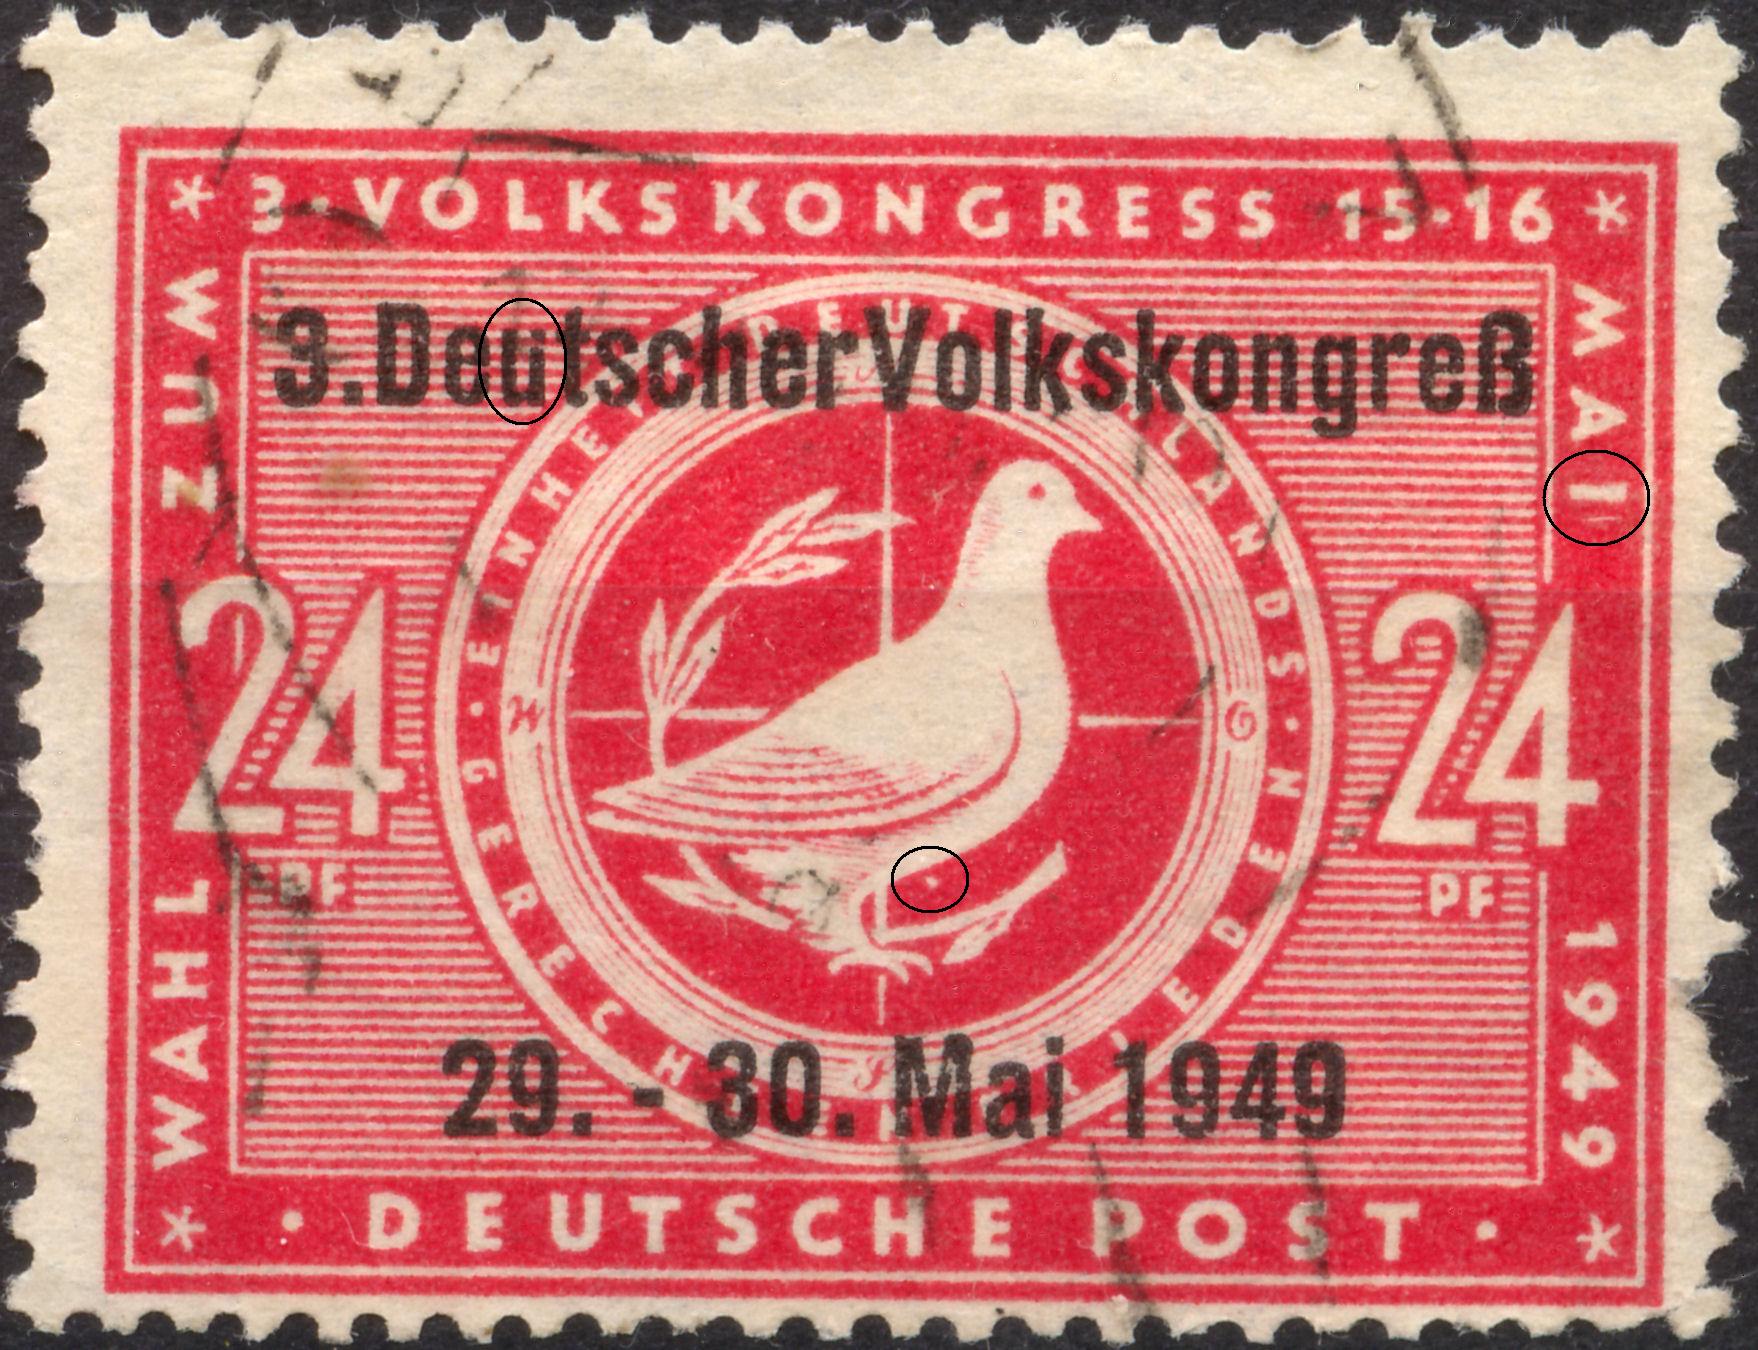 * 3. VOLKSKONGRESS 15-16 *
MAI 1949
WAHL ZUM
3. Deutscher Volkskongreß
EINHEIT DEUTSCHLANDS · GERECHTER FRIEDEN
W
O
S
24
PF
24
PF
29. - 30. Mai 1949
* · DEUTSCHE POST · *